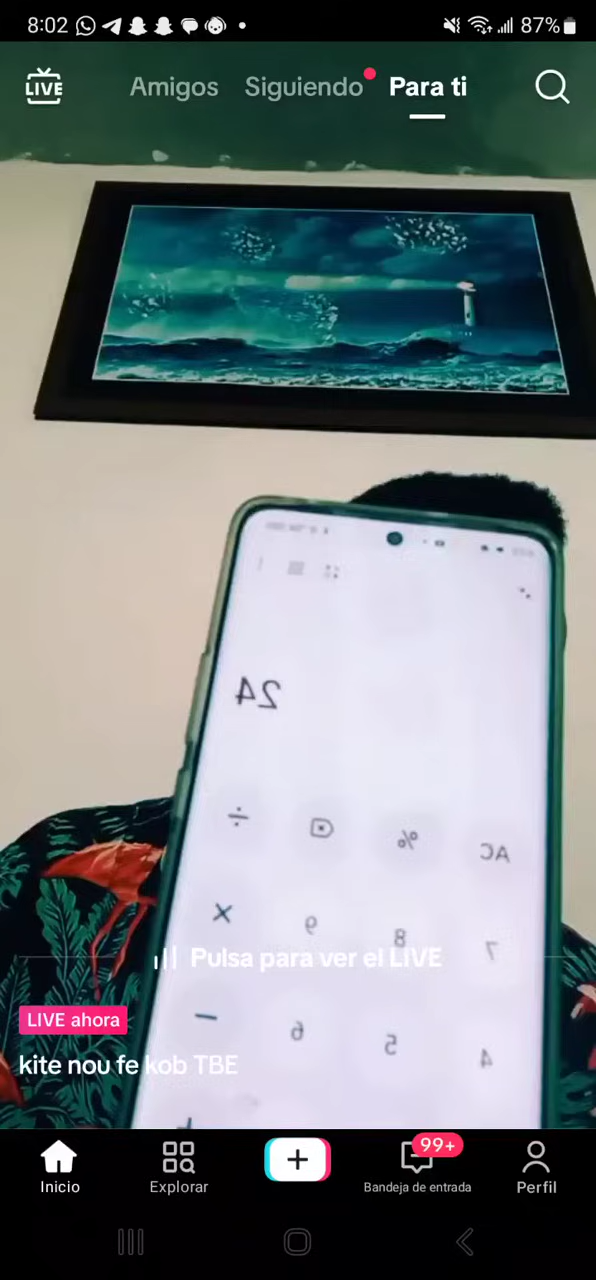 8:02 87%
LIVE Amigos Siguiendo Para ti
24
÷ % AC
× 9 8 7
Pulsa para ver el LIVE
− 6 5 4
+
LIVE ahora
kite nou fe kob TBE
99+
Inicio Explorar Bandeja de entrada Perfil